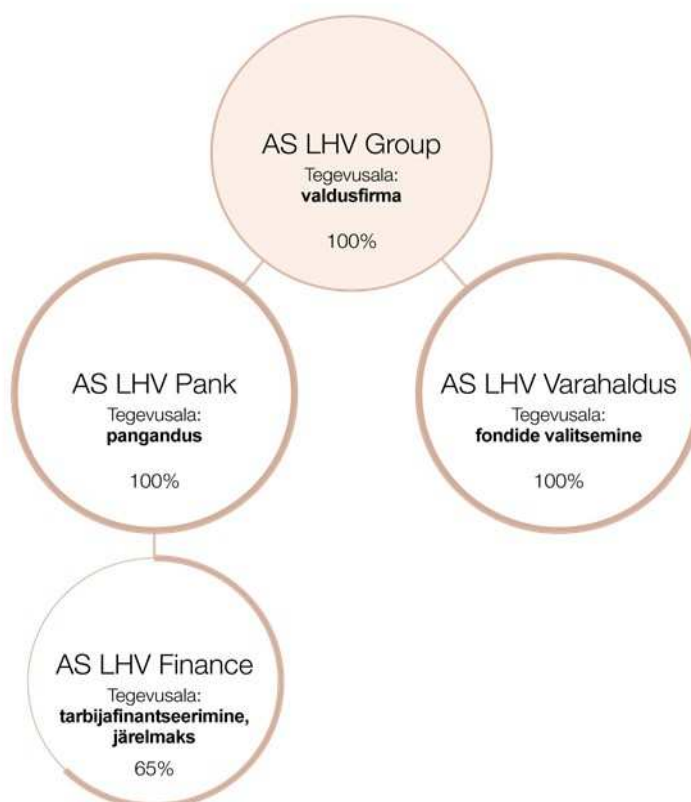 AS LHV Group
Tegevusala:
valdusfirma
100%
AS LHV Pank
Tegevusala:
pangandus
100%
AS LHV Varahaldus
Tegevusala:
fondide valitsemine
100%
AS LHV Finance
Tegevusala:
tarbijafinantseerimine,
järelmaks
65%